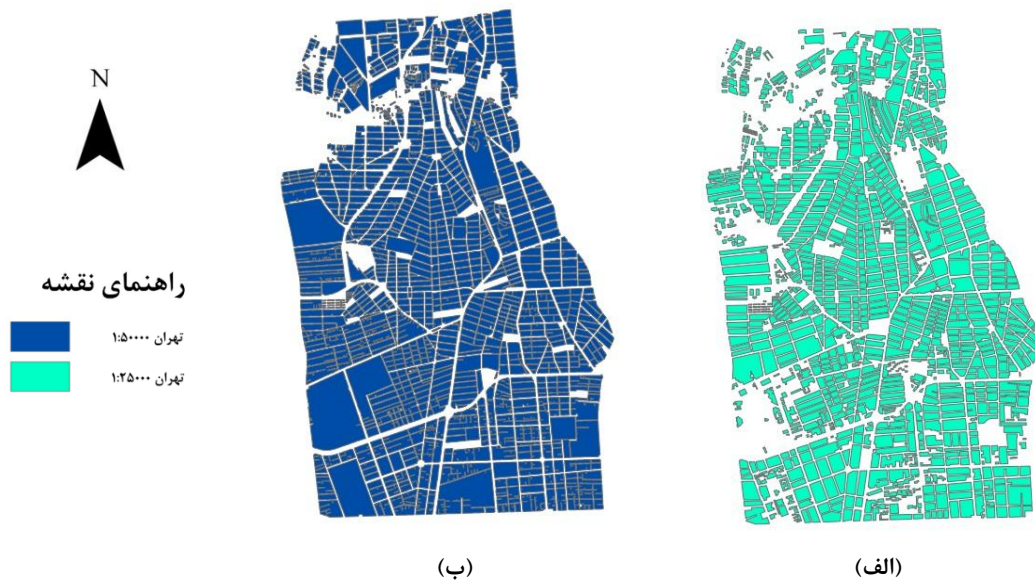 N
راهنمای نقشه
تهران ۱:۵۰۰۰۰
تهران ۱:۲۵۰۰۰
(الف)
(ب)